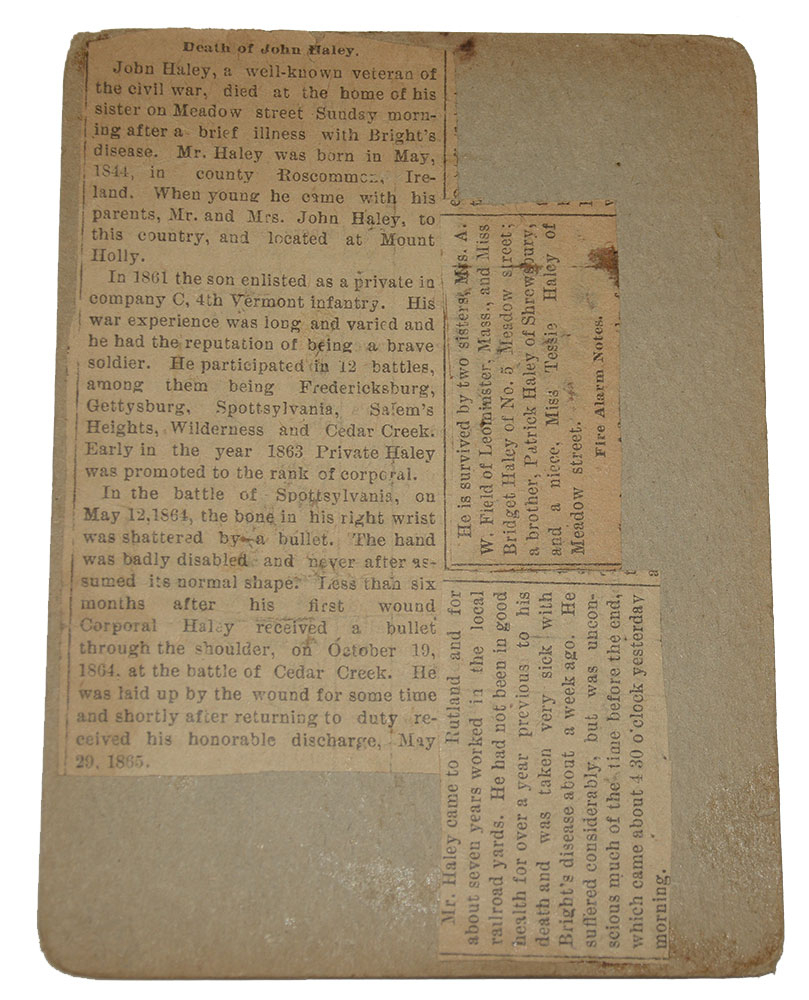 Death of John Haley.
John Haley, a well-known veteran of
the civil war, died at the home of his
sister on Meadow street Sunday morn-
ing after a brief illness with Bright's
disease. Mr. Haley was born in May,
1844, in county Roscommon, Ire-
land. When young he came with his
parents, Mr. and Mrs. John Haley, to
this country, and located at Mount
Holly.
In 1861 the son enlisted as a private in
company C, 4th Vermont infantry. His
war experience was long and varied and
he had the reputation of being a brave
soldier. He participated in 12 battles,
among them being Fredericksburg,
Gettysburg, Spottsylvania, Salem's
Heights, Wilderness and Cedar Creek.
Early in the year 1863 Private Haley
was promoted to the rank of corporal.
In the battle of Spottsylvania, on
May 12,1864, the bone in his right wrist
was shattered by a bullet. The hand
was badly disabled and never after as-
sumed its normal shape. Less than six
months after his first wound
Corporal Haley received a bullet
through the shoulder, on October 19,
1864. at the battle of Cedar Creek. He
was laid up by the wound for some time
and shortly after returning to duty re-
ceived his honorable discharge, May
29, 1865.
Mr. Haley came to Rutland and for
about seven years worked in the local
railroad yards. He had not been in good
health for over a year previous to his
death and was taken very sick with
Bright's disease about a week ago. He
suffered considerably, but was uncon-
scious much of the time before the end,
which came about 4 30 o'clock yesterday
morning.
He is survived by two sisters, Mrs. A.
W. Field of Leominster, Mass., and Miss
Bridget Haley of No. 5 Meadow street;
a brother, Patrick Haley of Shrewsbury,
and a niece, Miss Tessie Haley of
Meadow street.
Fire Alarm Notes.